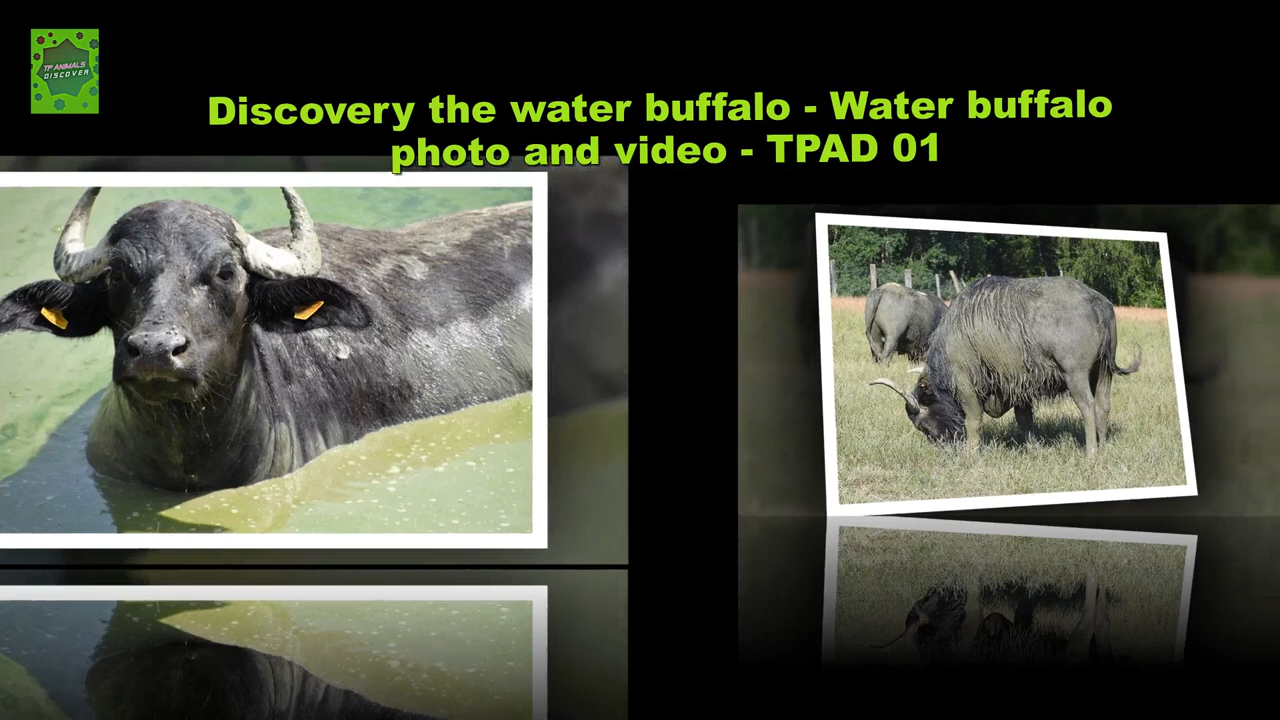 TP ANIMALS
DISCOVER
Discovery the water buffalo - Water buffalo
photo and video - TPAD 01